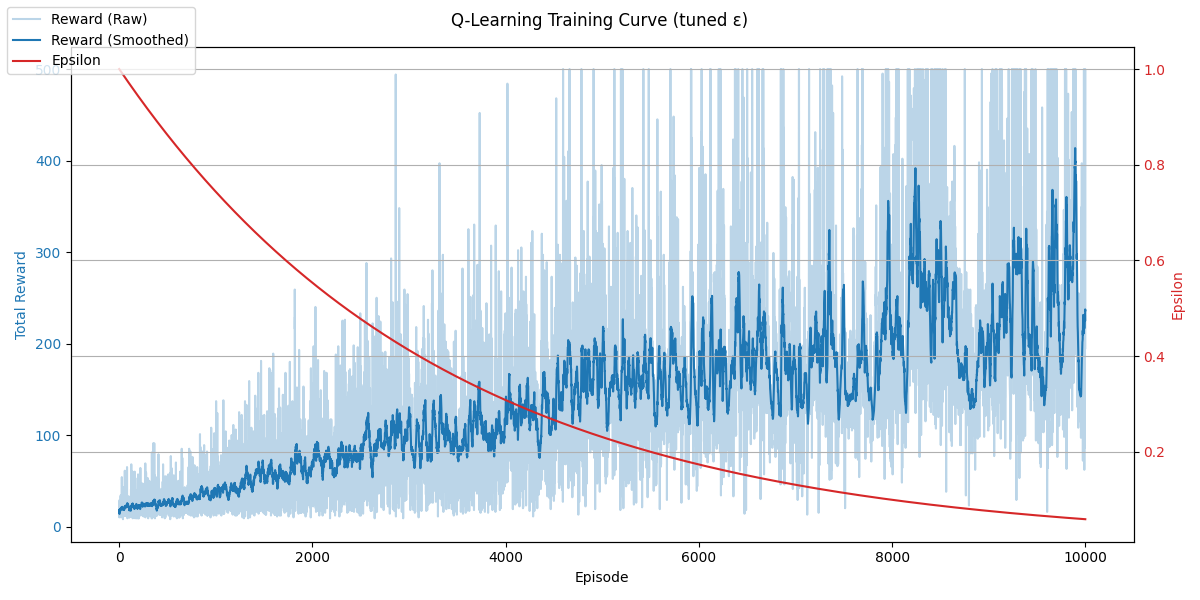 Q-Learning Training Curve (tuned ε)
Reward (Raw)
Reward (Smoothed)
Epsilon
500
400
300
200
100
0
Total Reward
1.0
0.8
0.6
0.4
0.2
Epsilon
0 2000 4000 6000 8000 10000
Episode